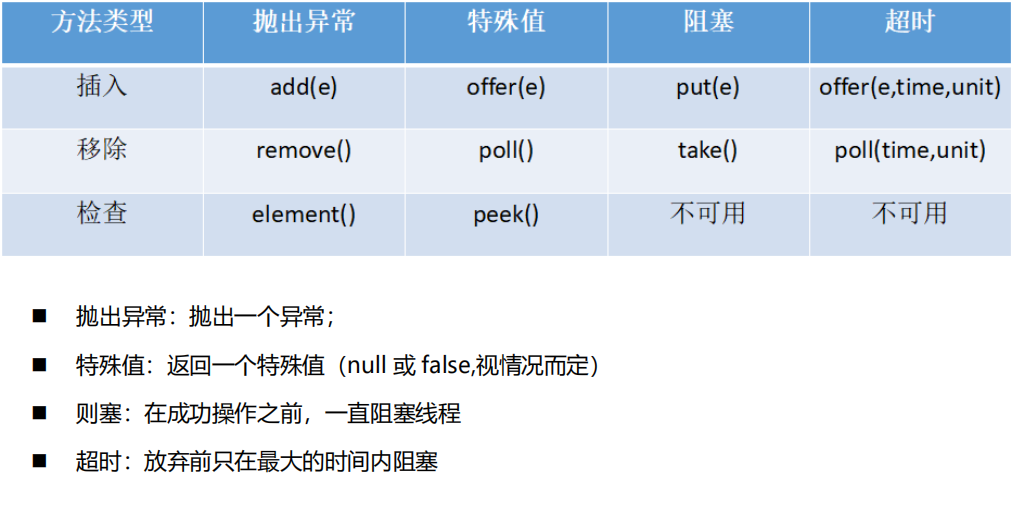 方法类型 抛出异常 特殊值 阻塞 超时
插入 add(e) offer(e) put(e) offer(e,time,unit)
移除 remove() poll() take() poll(time,unit)
检查 element() peek() 不可用 不可用
■ 抛出异常：抛出一个异常；
■ 特殊值：返回一个特殊值（null 或 false,视情况而定）
■ 则塞：在成功操作之前，一直阻塞线程
■ 超时：放弃前只在最大的时间内阻塞